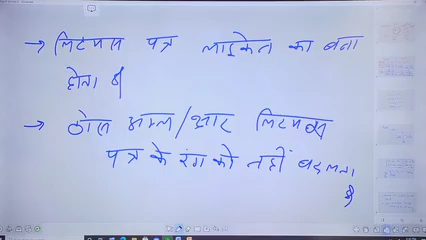 → लिटमस पत्र लाइकेन का बना
होता है
→ ठोस अम्ल/क्षार लिटमस
पत्र के रंग को नहीं बदलता
है